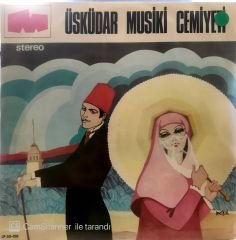 ÜSKÜDAR MUSİKİ CEMİYETİ
stereo
CamScanner ile tarandı